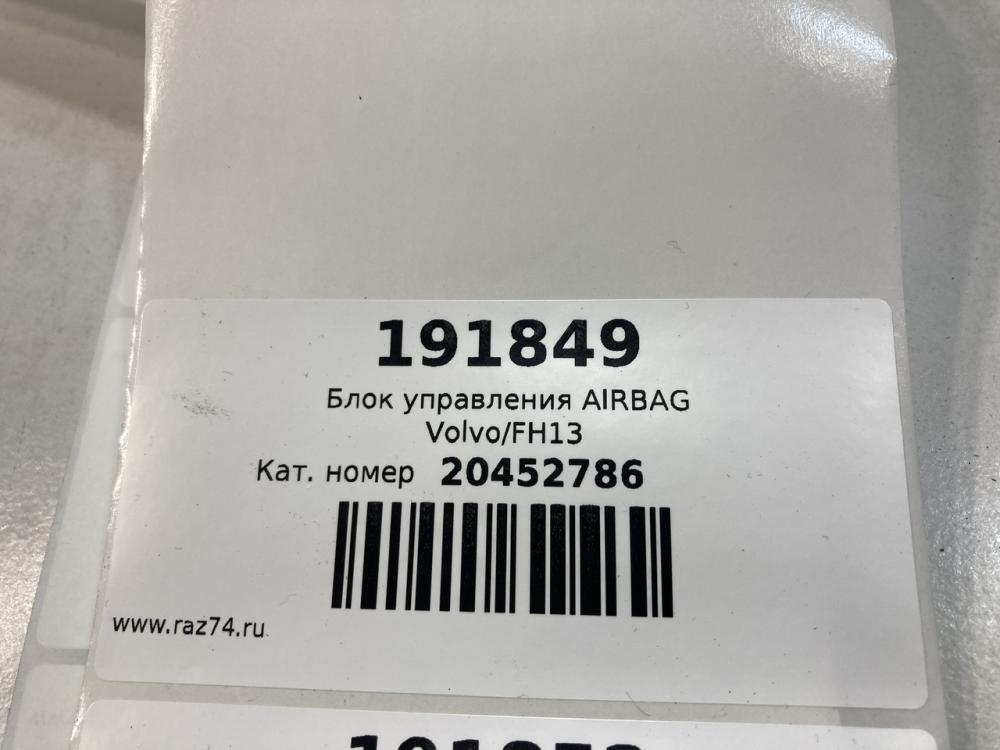 191849
Блок управления AIRBAG
Volvo/FH13
Кат. номер 20452786
www.raz74.ru